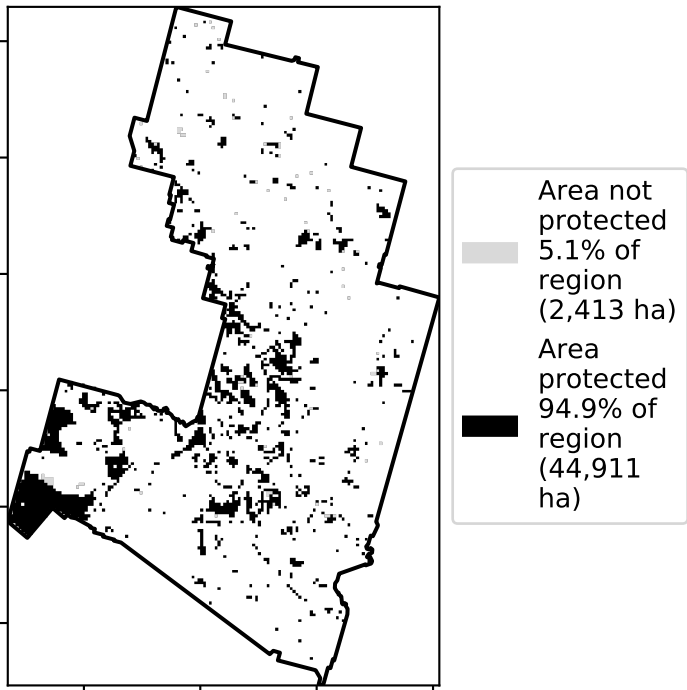 Area not
protected
5.1% of
region
(2,413 ha)
Area
protected
94.9% of
region
(44,911
ha)